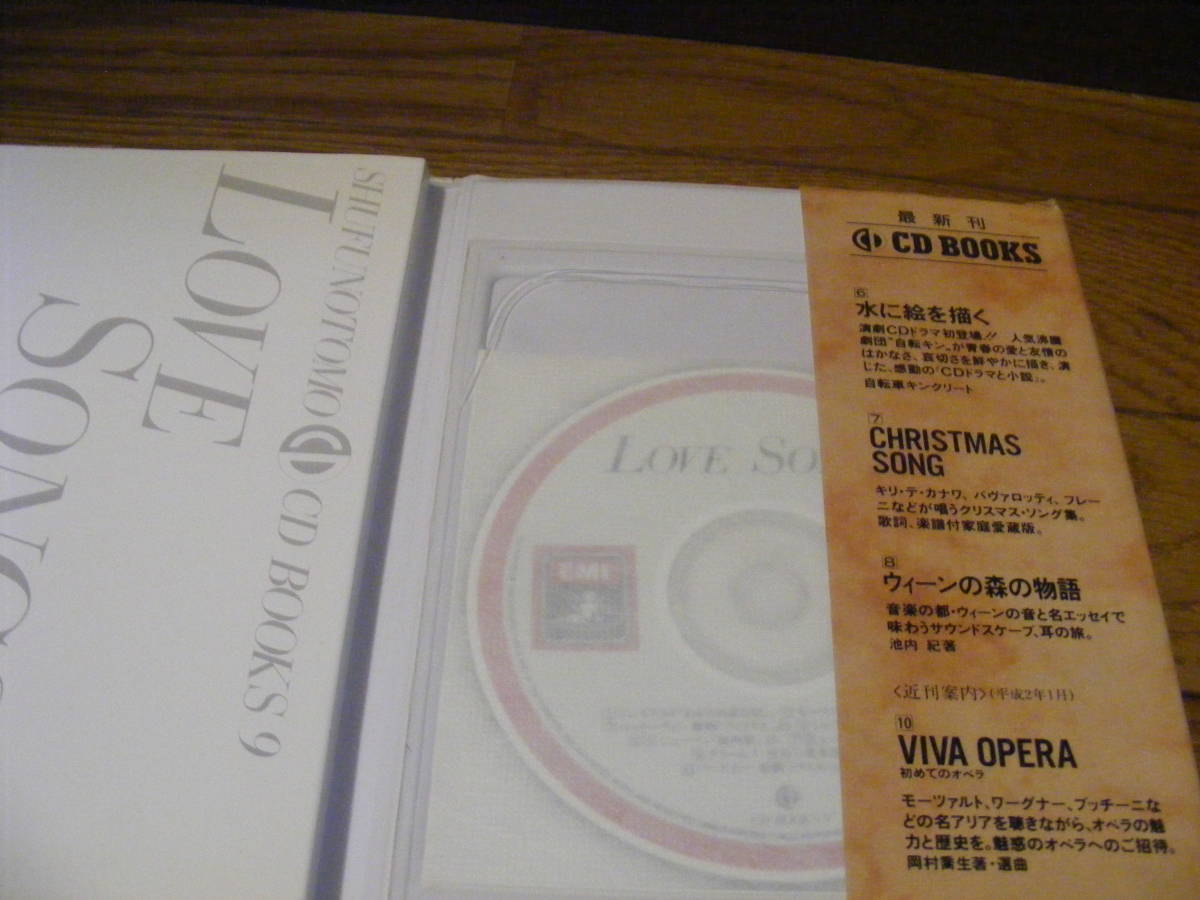 SHUFUNOTOMO CD BOOKS 9
LOVE
SONGS
LOVE SO
EMI
最新刊
CD BOOKS
6
水に絵を描く
演劇CDドラマ初登場!! 人気沸騰
劇団"自転キン"が青春の愛と友情の
はかなさ、哀切さを鮮やかに描き、演
じた、感動の「CDドラマと小説」。
自転車キンクリート
7
CHRISTMAS
SONG
キリ・テ・カナワ、パヴァロッティ、フレー
ニなどが唱うクリスマス・ソング集。
歌詞、楽譜付家庭愛蔵版。
8
ウィーンの森の物語
音楽の都・ウィーンの音と名エッセイで
味わうサウンドスケープ、耳の旅。
池内 紀著
〈近刊案内〉(平成2年1月)
10
VIVA OPERA
初めてのオペラ
モーツァルト、ワーグナー、プッチーニな
どの名アリアを聴きながら、オペラの魅
力と歴史を。魅惑のオペラへのご招待。
岡村喬生著・選曲